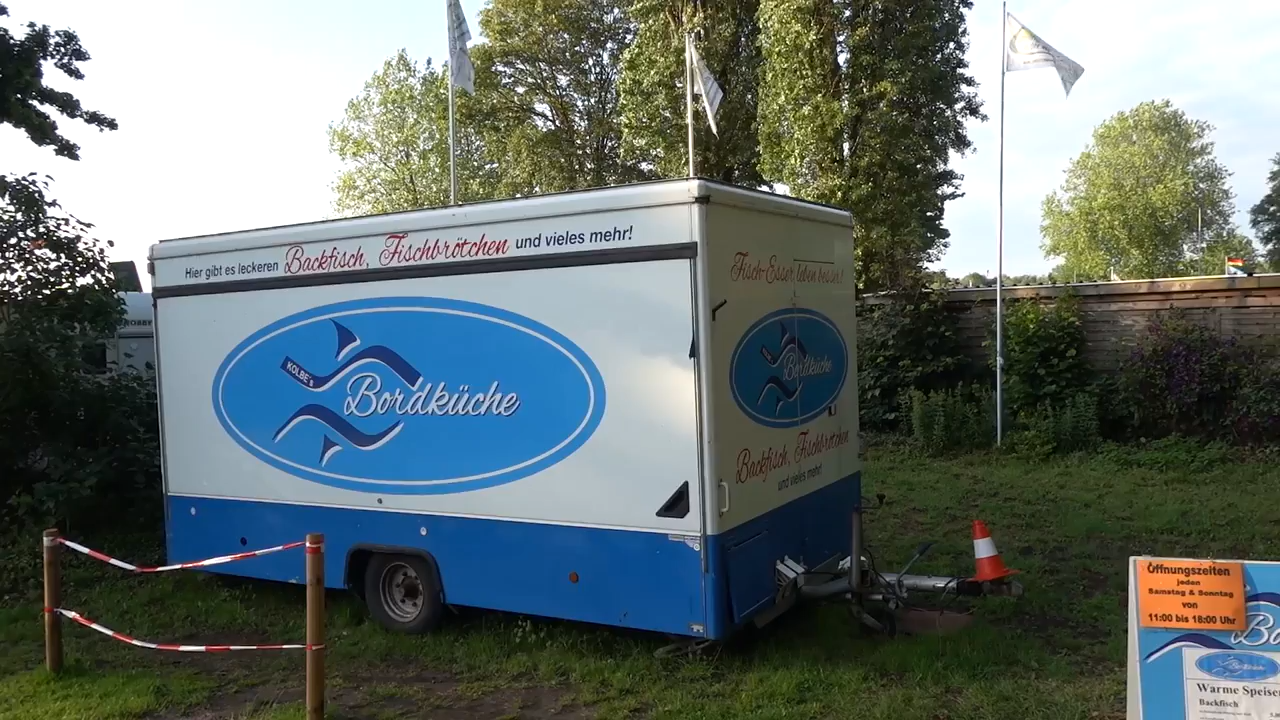 Hier gibt es leckeren Backfisch, Fischbrötchen und vieles mehr!
KOLBE's
Bordküche
Fisch-Esser leben besser!
Bordküche
Backfisch, Fischbrötchen
und vieles mehr!
Öffnungszeiten
jeden
Samstag & Sonntag
von
11:00 bis 18:00 Uhr
Warme Speisen
Backfisch